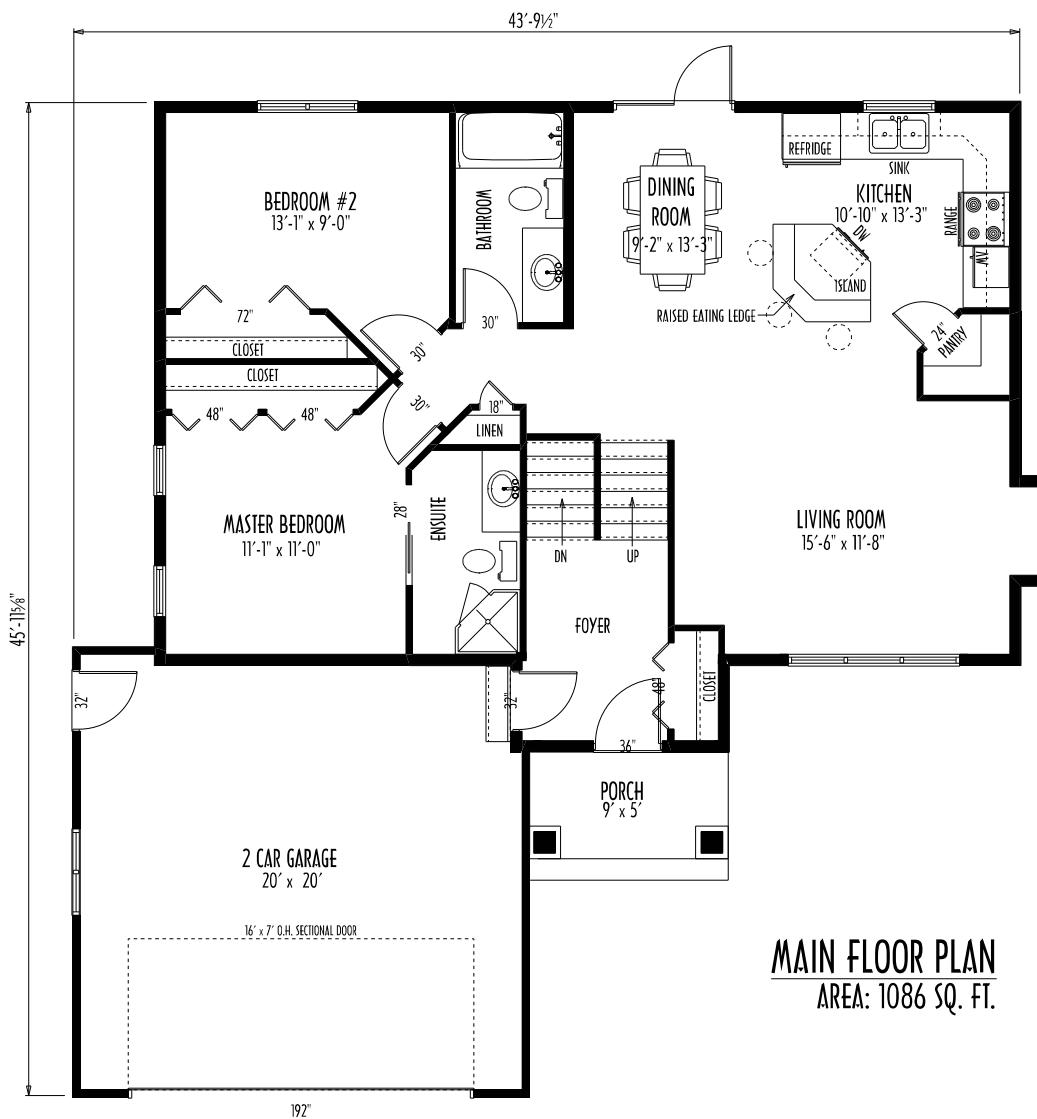 43'-9½"
45'-11⅝"
BEDROOM #2
13'-1" x 9'-0"
BATHROOM
DINING
ROOM
9'-2" x 13'-3"
REFRIDGE
SINK
KITCHEN
10'-10" x 13'-3"
RANGE
MV.
DW
ISLAND
RAISED EATING LEDGE
24"
PANTRY
72"
CLOSET
CLOSET
48"
48"
30"
30"
30"
18"
LINEN
MASTER BEDROOM
11'-1" x 11'-0"
28"
ENSUITE
DN
UP
LIVING ROOM
15'-6" x 11'-8"
FOYER
48"
CLOSET
32"
32"
36"
PORCH
9' x 5'
2 CAR GARAGE
20' x 20'
16' x 7' O.H. SECTIONAL DOOR
192"
MAIN FLOOR PLAN
AREA: 1086 SQ. FT.